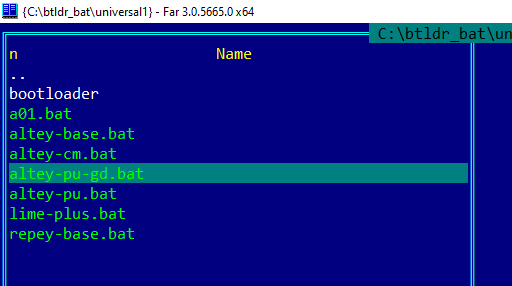 {C:\btldr_bat\universal1} - Far 3.0.5665.0 x64
C:\btldr_bat\un
n Name
..
bootloader
a01.bat
altey-base.bat
altey-cm.bat
altey-pu-gd.bat
altey-pu.bat
lime-plus.bat
repey-base.bat